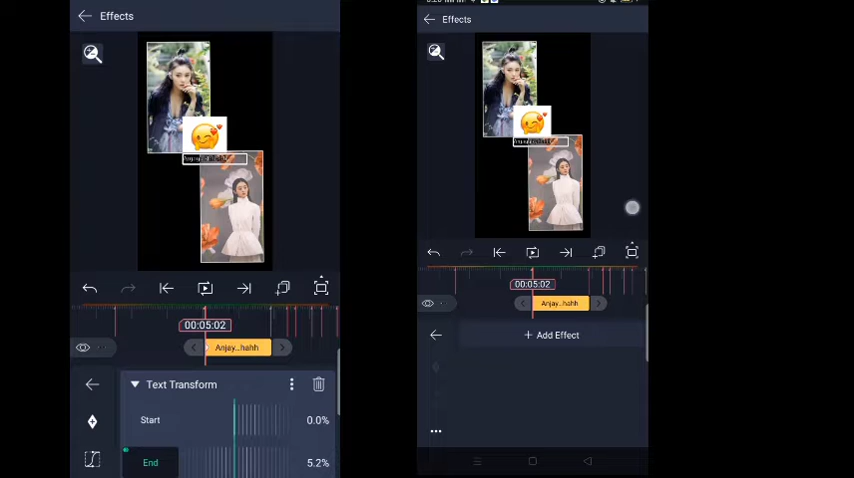 Effects
00:05:02
Anjay...hahh
Text Transform
Start
0.0%
End
5.2%
Effects
00:05:02
Anjay...hahh
+ Add Effect